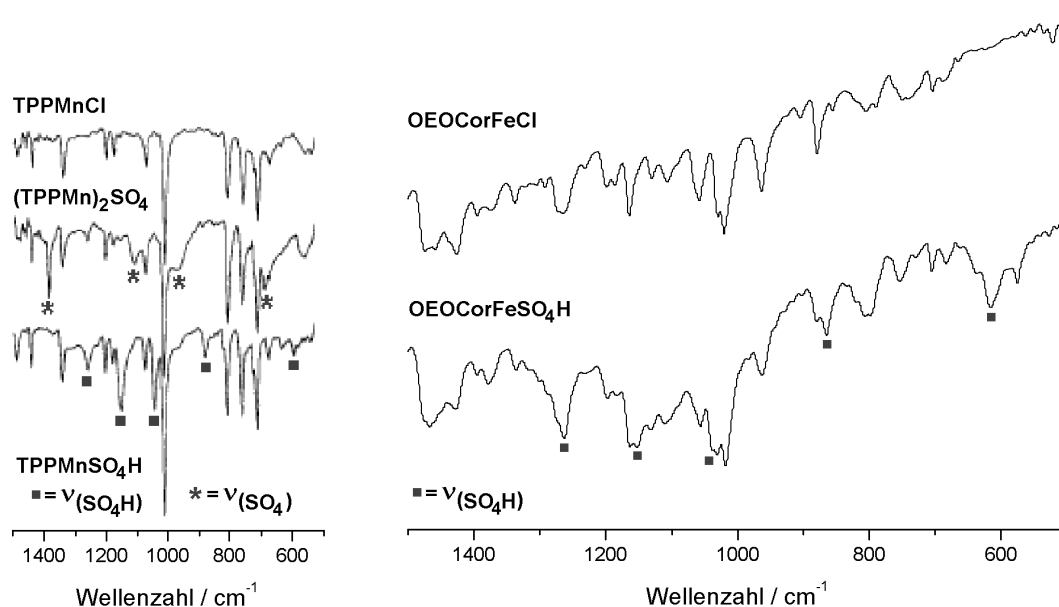 TPPMnCl
(TPPMn)₂SO₄
*
*
*
*
TPPMnSO₄H
■ = ν(SO₄H) * = ν(SO₄)
1400 1200 1000 800 600
Wellenzahl / cm⁻¹
OEOCorFeCl
OEOCorFeSO₄H
■ = ν(SO₄H)
1400 1200 1000 800 600
Wellenzahl / cm⁻¹